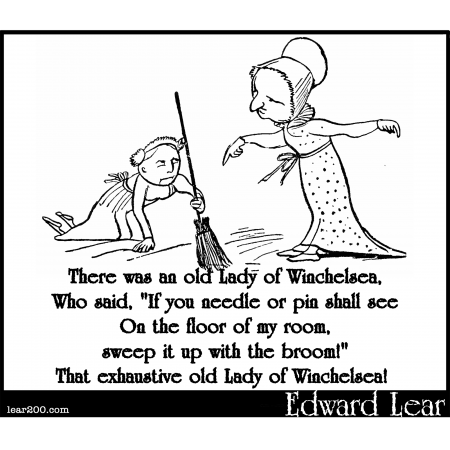 There was an old Lady of Winchelsea,
Who said, "If you needle or pin shall see
On the floor of my room,
sweep it up with the broom!"
That exhaustive old Lady of Winchelsea!
lear200.com
Edward Lear